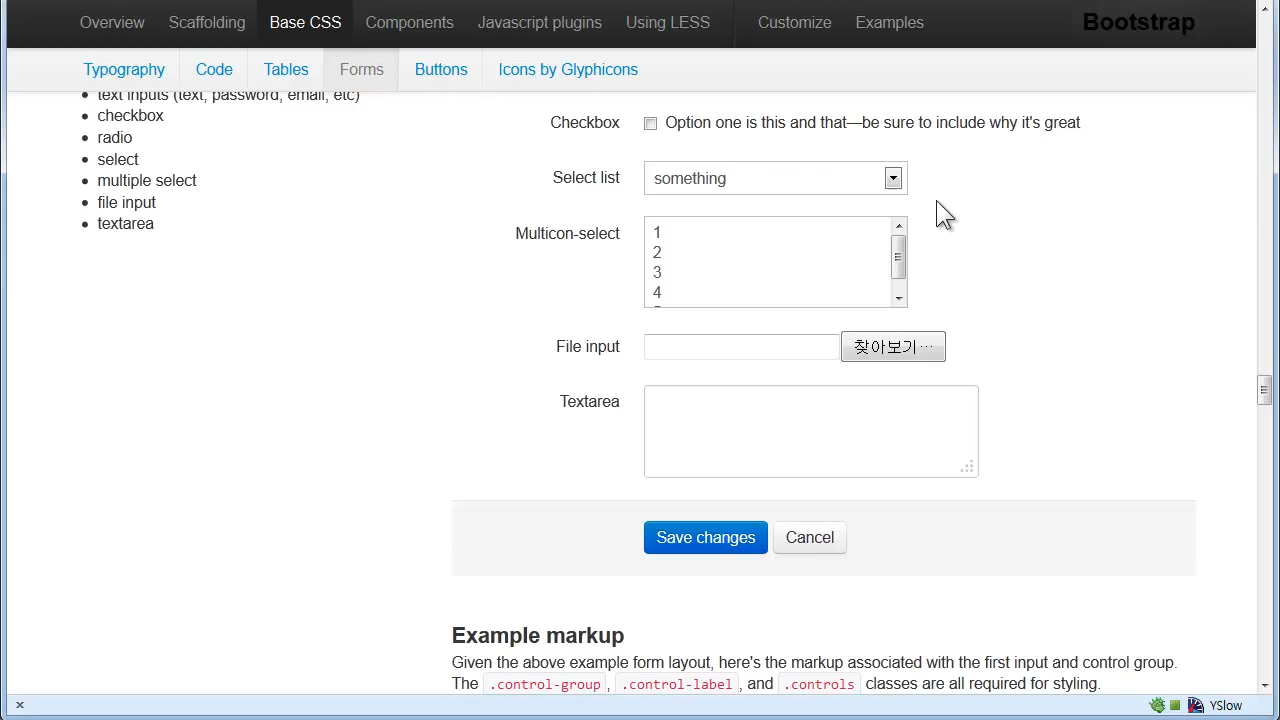 Overview Scaffolding Base CSS Components Javascript plugins Using LESS Customize Examples Bootstrap
Typography Code Tables Forms Buttons Icons by Glyphicons
text inputs (text, password, email, etc)
checkbox
radio
select
multiple select
file input
textarea
Checkbox Option one is this and that—be sure to include why it's great
Select list something
Multicon-select 1
2
3
4
File input 찾아보기…
Textarea
Save changes Cancel
Example markup
Given the above example form layout, here's the markup associated with the first input and control group.
The .control-group, .control-label, and .controls classes are all required for styling.
YSlow